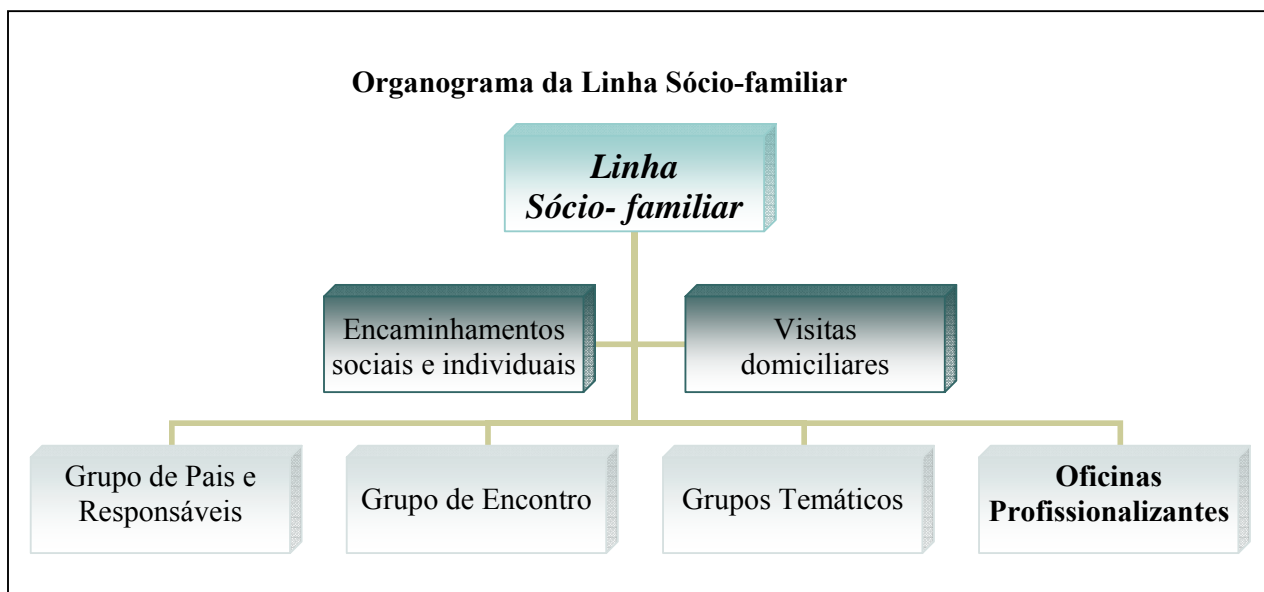 Organograma da Linha Sócio-familiar
Linha
Sócio- familiar
Encaminhamentos
sociais e individuais
Visitas
domiciliares
Grupo de Pais e
Responsáveis
Grupo de Encontro
Grupos Temáticos
Oficinas
Profissionalizantes